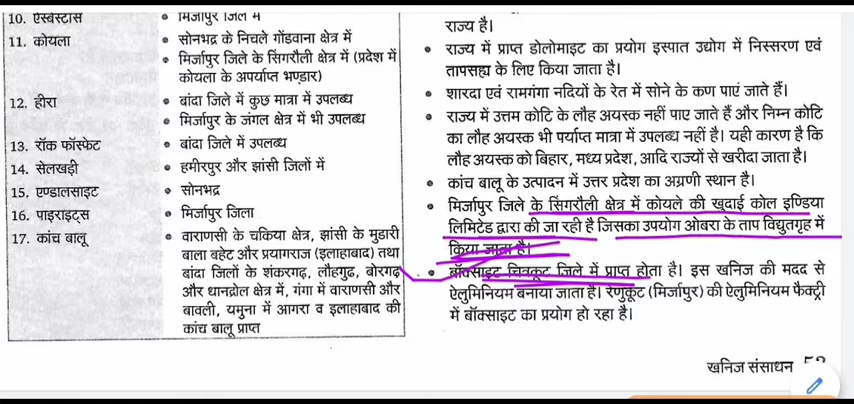 10. ऐस्बेस्टास
• मिर्जापुर जिले में
11. कोयला
• सोनभद्र के निचले गोंडवाना क्षेत्र में
• मिर्जापुर जिले के सिंगरौली क्षेत्र में (प्रदेश में
कोयला के अपर्याप्त भण्डार)
12. हीरा
• बांदा जिले में कुछ मात्रा में उपलब्ध
• मिर्जापुर के जंगल क्षेत्र में भी उपलब्ध
13. रॉक फॉस्फेट
• बांदा जिले में उपलब्ध
14. सेलखड़ी
• हमीरपुर और झांसी जिलों में
15. एण्डालसाइट
• सोनभद्र
16. पाइराइट्स
• मिर्जापुर जिला
17. कांच बालू
• वाराणसी के चकिया क्षेत्र, झांसी के मुडारी
बाला बहेट और प्रयागराज (इलाहाबाद) तथा
बांदा जिलों के शंकरगढ़, लौहगुढ़, बोरगढ़
और धानद्रोल क्षेत्र में, गंगा में वाराणसी और
बावली, यमुना में आगरा व इलाहाबाद की
कांच बालू प्राप्त
राज्य है।
• राज्य में प्राप्त डोलोमाइट का प्रयोग इस्पात उद्योग में निस्सरण एवं
तापसह्य के लिए किया जाता है।
• शारदा एवं रामगंगा नदियों के रेत में सोने के कण पाएं जाते हैं।
• राज्य में उत्तम कोटि के लौह अयस्क नहीं पाए जाते हैं और निम्न कोटि
का लौह अयस्क भी पर्याप्त मात्रा में उपलब्ध नहीं है। यही कारण है कि
लौह अयस्क को बिहार, मध्य प्रदेश, आदि राज्यों से खरीदा जाता है।
• कांच बालू के उत्पादन में उत्तर प्रदेश का अग्रणी स्थान है।
• मिर्जापुर जिले के सिंगरौली क्षेत्र में कोयले की खुदाई कोल इण्डिया
लिमिटेड द्वारा की जा रही है जिसका उपयोग ओबरा के ताप विद्युतगृह में
किया जाता है।
• बॉक्साइट चित्रकूट जिले में प्राप्त होता है। इस खनिज की मदद से
ऐलुमिनियम बनाया जाता है। रेणुकूट (मिर्जापुर) की ऐलुमिनियम फैक्ट्री
में बॉक्साइट का प्रयोग हो रहा है।
खनिज संसाधन